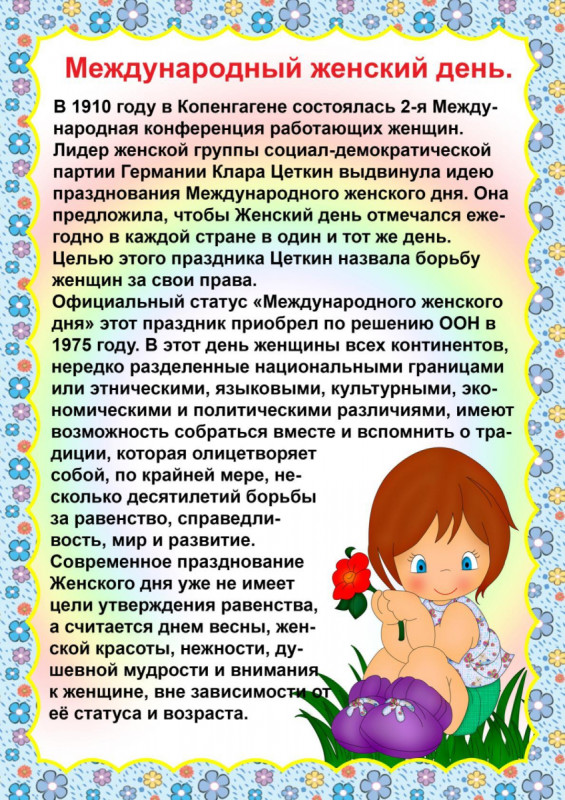 Международный женский день.
В 1910 году в Копенгагене состоялась 2-я Между-
народная конференция работающих женщин.
Лидер женской группы социал-демократической
партии Германии Клара Цеткин выдвинула идею
празднования Международного женского дня. Она
предложила, чтобы Женский день отмечался еже-
годно в каждой стране в один и тот же день.
Целью этого праздника Цеткин назвала борьбу
женщин за свои права.
Официальный статус «Международного женского
дня» этот праздник приобрел по решению ООН в
1975 году. В этот день женщины всех континентов,
нередко разделенные национальными границами
или этническими, языковыми, культурными, эко-
номическими и политическими различиями, имеют
возможность собраться вместе и вспомнить о тра-
диции, которая олицетворяет
собой, по крайней мере, не-
сколько десятилетий борьбы
за равенство, справедли-
вость, мир и развитие.
Современное празднование
Женского дня уже не имеет
цели утверждения равенства,
а считается днем весны, жен-
ской красоты, нежности, ду-
шевной мудрости и внимания
к женщине, вне зависимости от
её статуса и возраста.